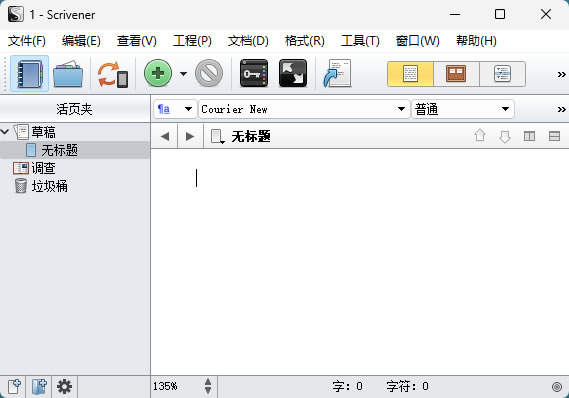 1 - Scrivener
文件(F) 编辑(E) 查看(V) 工程(P) 文档(D) 格式(R) 工具(T) 窗口(W) 帮助(H)
活页夹 ¶a Courier New 普通
草稿 无标题
无标题
调查
垃圾桶
135% 字: 0 字符: 0